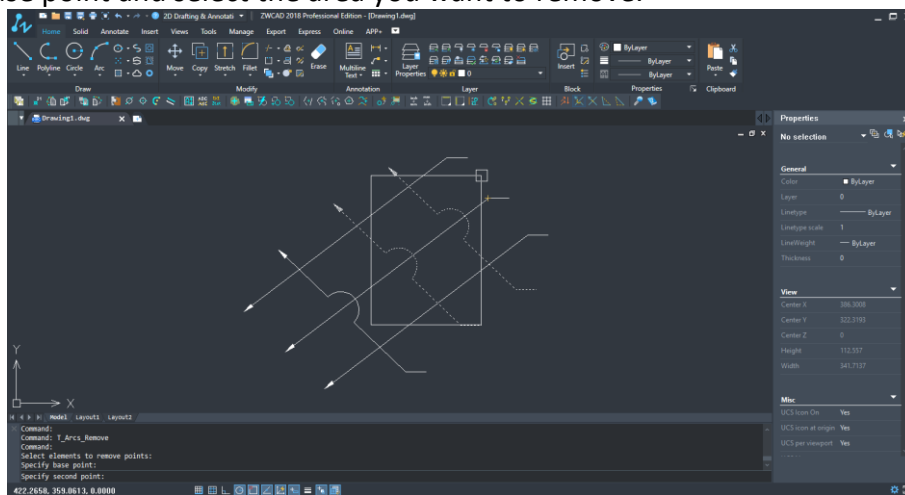 se point and select the area you want to remove.
2D Drafting & Annotati ZWCAD 2018 Professional Edition - [Drawing1.dwg]
Home Solid Annotate Insert Views Tools Manage Export Express Online APP+
Line Polyline Circle Arc Move Copy Stretch Fillet Erase Multiline Text Layer Properties 0 Insert ByLayer ByLayer ByLayer Paste
Draw Modify Annotation Layer Block Properties Clipboard
Drawing1.dwg
Properties
No selection
General
Color ByLayer
Layer 0
Linetype ByLayer
Linetype scale 1
LineWeight ByLayer
Thickness 0
View
Center X 386.3008
Center Y 322.3193
Center Z 0
Height 112.557
Width 341.7137
Misc
UCS Icon On Yes
UCS icon at origin Yes
UCS per viewport Yes
Y
X
Model Layout1 Layout2
Command:
Command: T_Arcs_Remove
Command:
Select elements to remove points:
Specify base point:
Specify second point:
422.2658, 359.0613, 0.0000